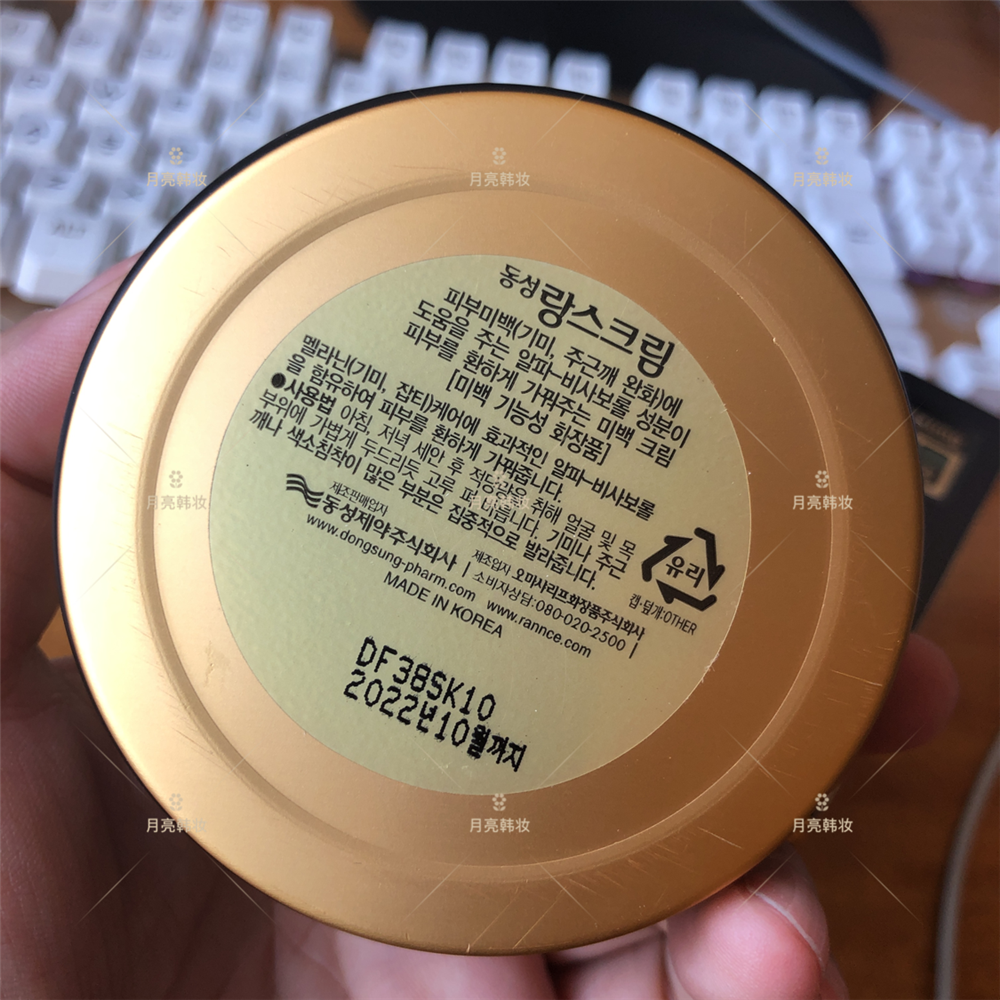 동성 랑스크림
피부미백(기미, 주근깨 완화)에
도움을 주는 알파-비사보롤 성분이
피부를 환하게 가꿔주는 미백 크림
[미백 기능성 화장품]
멜라닌(기미, 잡티)케어에 효과적인 알파-비사보롤
을 함유하여 피부를 환하게 가꿔줍니다.
●사용법 아침, 저녁 세안 후 적당량을 취해 얼굴 및 목
부위에 가볍게 두드리듯 고루 펴 바릅니다. 기미나 주근
깨나 색소침착이 많은 부분은 집중적으로 발라줍니다.
제조판매업자
동성제약주식회사 | 제조업자 오마샤리프화장품주식회사
www.dongsung-pharm.com | 소비자상담:080-020-2500 |
www.rannce.com
MADE IN KOREA
유리
캡·덮개:OTHER
DF38SK10
2022년10월까지
月亮韩妆
月亮韩妆
月亮韩妆
月亮韩妆
月亮韩妆
月亮韩妆
月亮韩妆
月亮韩妆
月亮韩妆